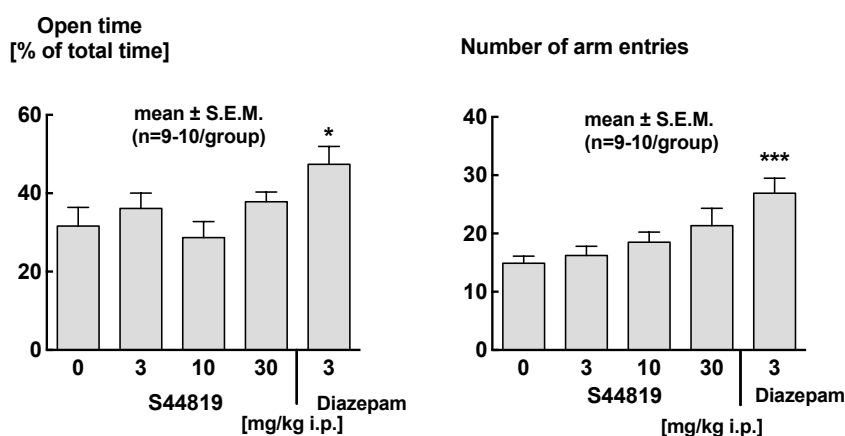 Open time
[% of total time]
mean ± S.E.M.
(n=9-10/group)
*
60
40
20
0
0 3 10 30 3
S44819 Diazepam
[mg/kg i.p.]
Number of arm entries
mean ± S.E.M.
(n=9-10/group)
***
40
30
20
10
0
0 3 10 30 3
S44819 Diazepam
[mg/kg i.p.]